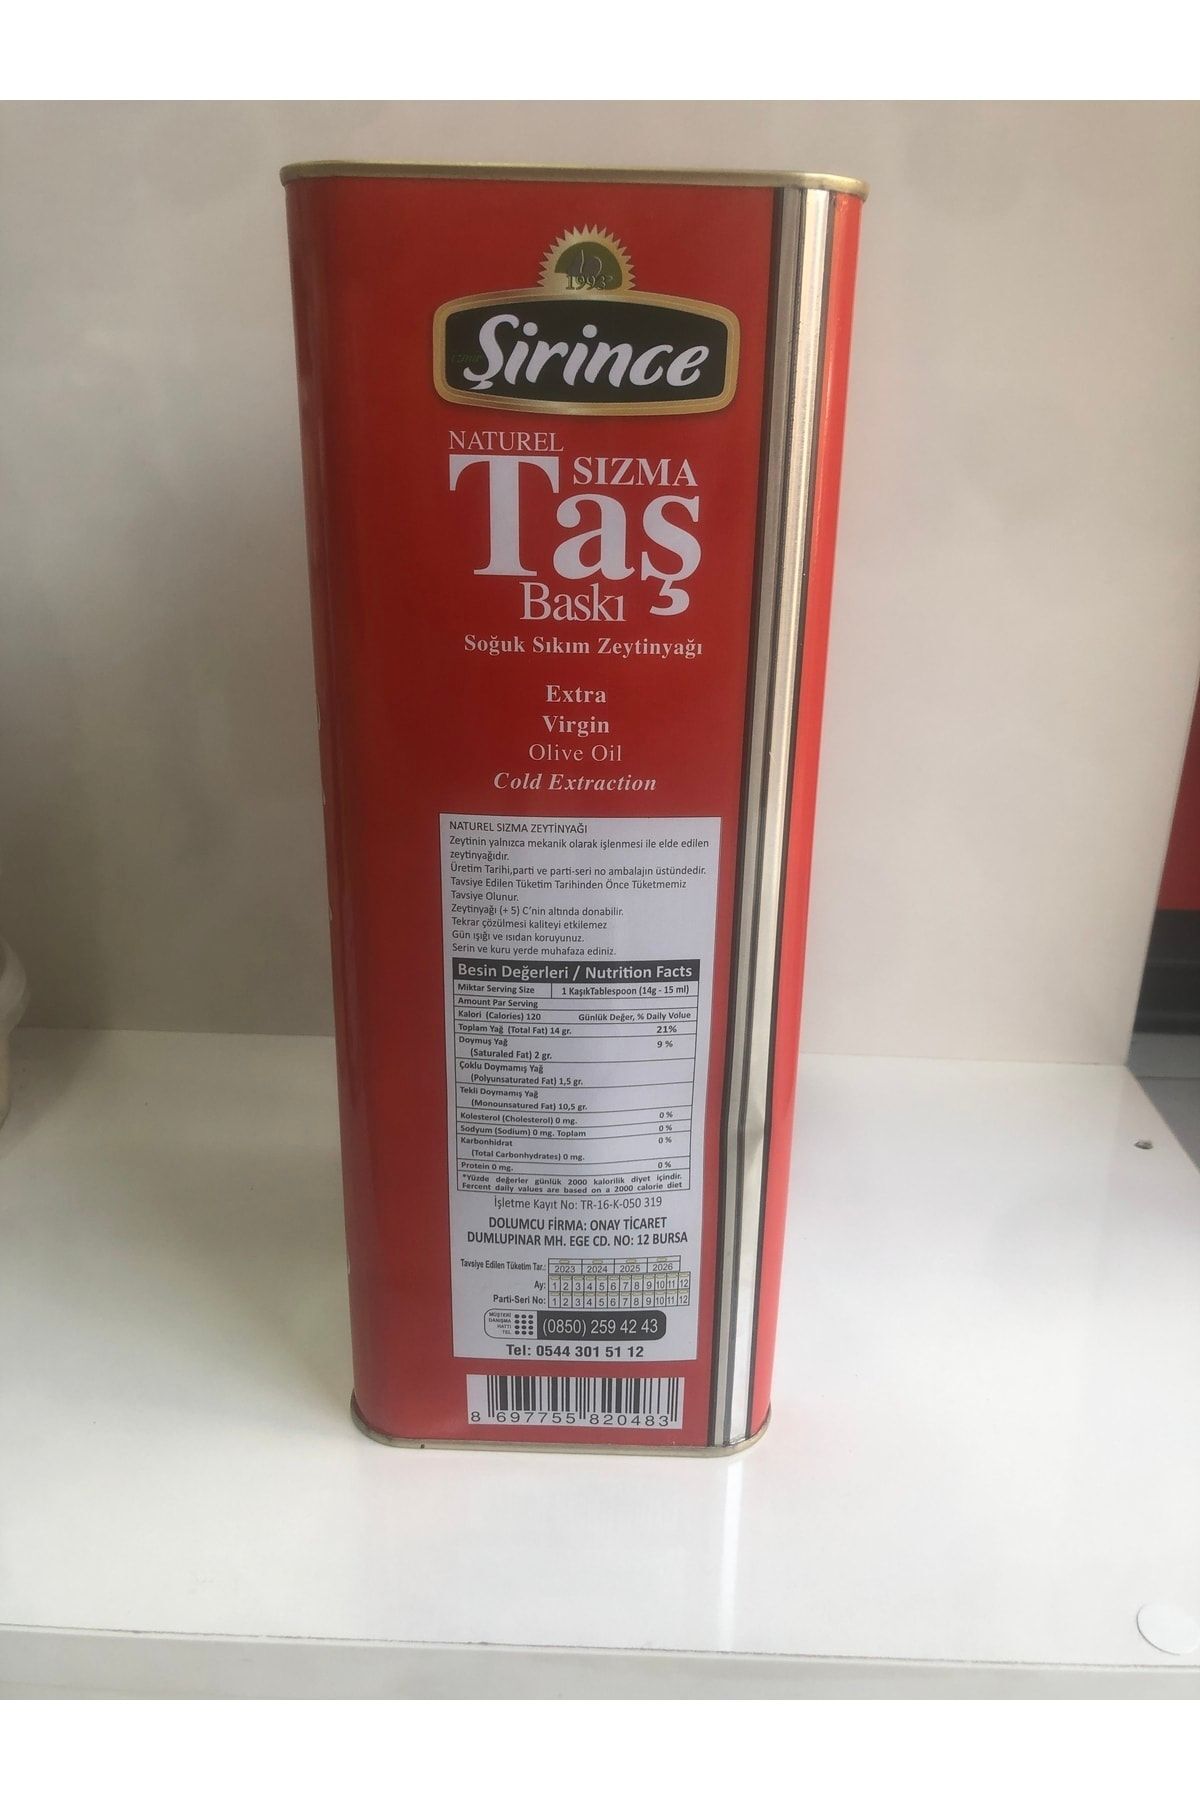 1993
izmir
Şirince
NATUREL
SIZMA
Taş
Baskı
Soğuk Sıkım Zeytinyağı
Extra
Virgin
Olive Oil
Cold Extraction
NATUREL SIZMA ZEYTİNYAĞI
Zeytinin yalnızca mekanik olarak işlenmesi ile elde edilen
zeytinyağıdır.
Üretim Tarihi,parti ve parti-seri no ambalajın üstündedir.
Tavsiye Edilen Tüketim Tarihinden Önce Tüketmemiz
Tavsiye Olunur.
Zeytinyağı (+ 5) C'nin altında donabilir.
Tekrar çözülmesi kaliteyi etkilemez
Gün ışığı ve ısıdan koruyunuz.
Serin ve kuru yerde muhafaza ediniz.
Besin Değerleri / Nutrition Facts
Miktar Serving Size 1 KaşıkTablespoon (14g - 15 ml)
Amount Par Serving
Kalori (Calories) 120 Günlük Değer, % Daily Volue
Toplam Yağ (Total Fat) 14 gr. 21%
Doymuş Yağ 9 %
(Saturaled Fat) 2 gr.
Çoklu Doymamış Yağ
(Polyunsaturated Fat) 1,5 gr.
Tekli Doymamış Yağ
(Monounsatured Fat) 10,5 gr.
Kolesterol (Cholesterol) 0 mg. 0 %
Sodyum (Sodium) 0 mg. Toplam 0 %
Karbonhidrat 0 %
(Total Carbonhydrates) 0 mg.
Protein 0 mg. 0 %
*Yüzde değerler günlük 2000 kalorilik diyet içindir.
Fercent daily values are based on a 2000 calorie diet
İşletme Kayıt No: TR-16-K-050 319
DOLUMCU FİRMA: ONAY TİCARET
DUMLUPINAR MH. EGE CD. NO: 12 BURSA
Tavsiye Edilen Tüketim Tar.: 2023 2024 2025 2026
Ay: 1 2 3 4 5 6 7 8 9 10 11 12
Parti-Seri No: 1 2 3 4 5 6 7 8 9 10 11 12
MÜŞTERİ
DANIŞMA
HATTI
TEL
(0850) 259 42 43
Tel: 0544 301 51 12
8 697755 820483